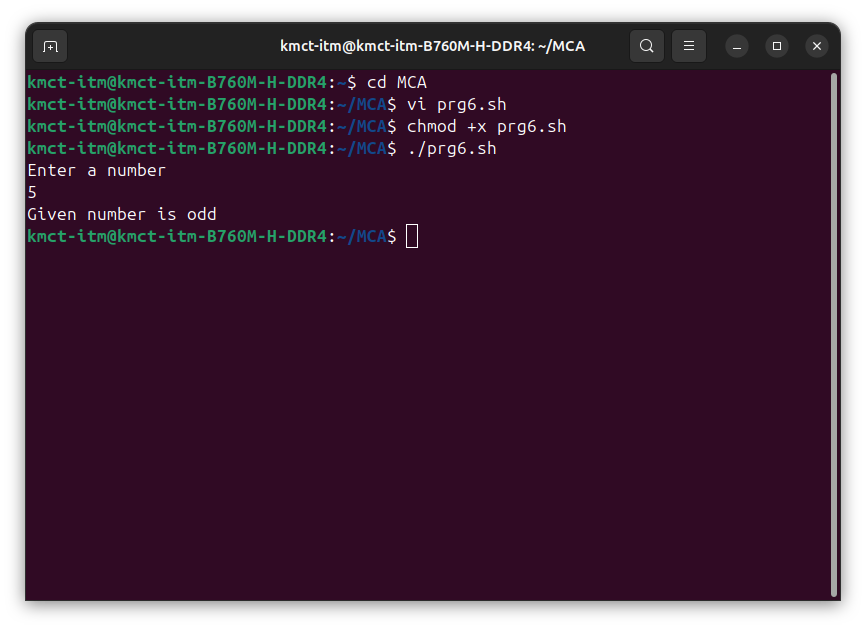 kmct-itm@kmct-itm-B760M-H-DDR4: ~/MCA
kmct-itm@kmct-itm-B760M-H-DDR4:~$ cd MCA
kmct-itm@kmct-itm-B760M-H-DDR4:~/MCA$ vi prg6.sh
kmct-itm@kmct-itm-B760M-H-DDR4:~/MCA$ chmod +x prg6.sh
kmct-itm@kmct-itm-B760M-H-DDR4:~/MCA$ ./prg6.sh
Enter a number
5
Given number is odd
kmct-itm@kmct-itm-B760M-H-DDR4:~/MCA$